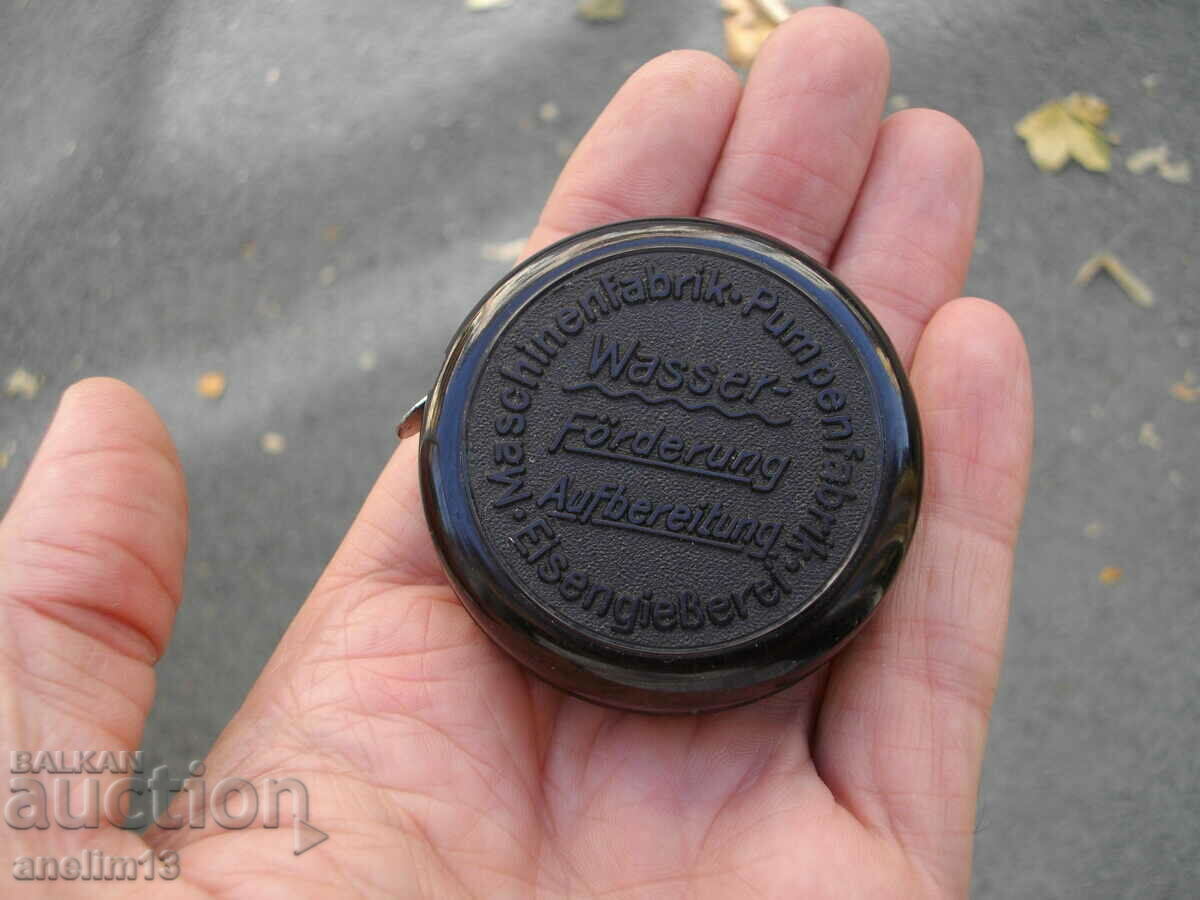 Maschinenfabrik · Pumpenfabrik · Eisengießerei ·
Wasser-
Förderung
Aufbereitung
BALKAN
auction
anelim13